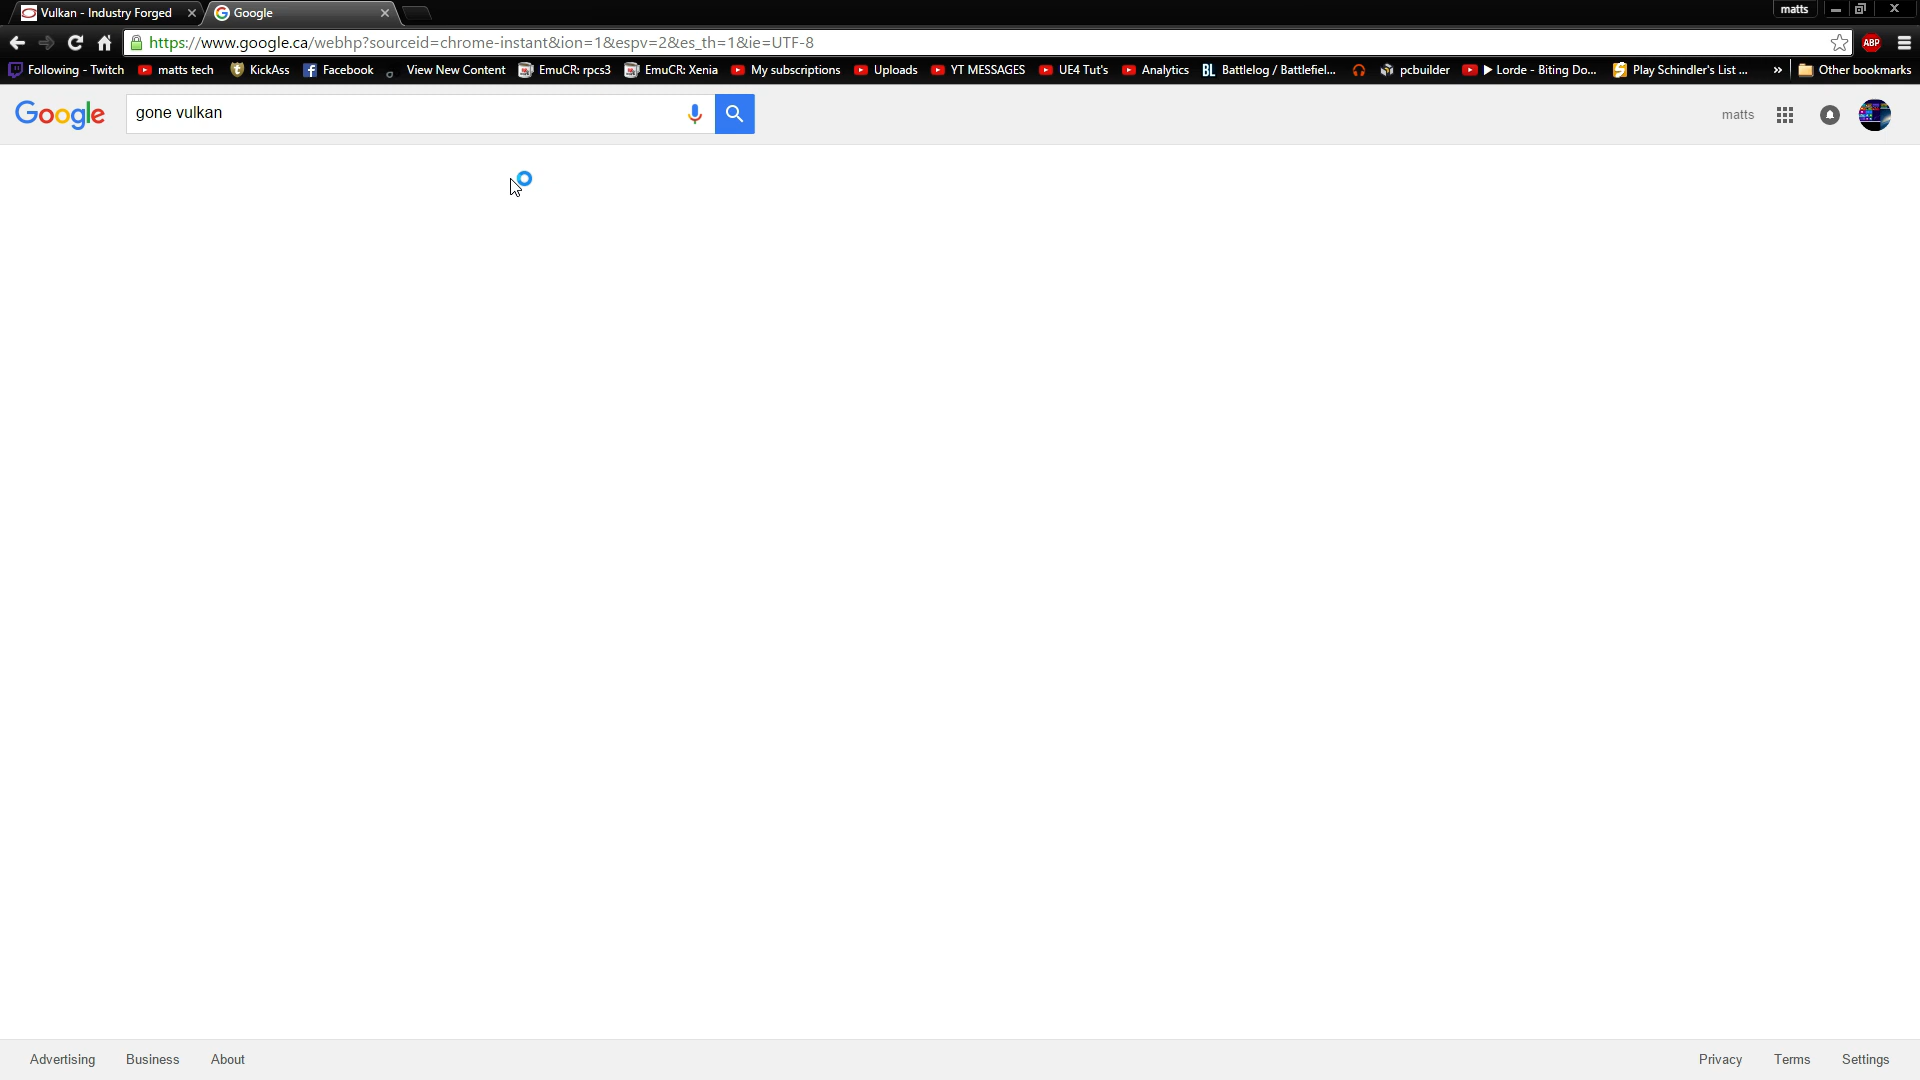 Vulkan - Industry Forged
Google
matts
https://www.google.ca/webhp?sourceid=chrome-instant&ion=1&espv=2&es_th=1&ie=UTF-8
ABP
Following - Twitch matts tech KickAss Facebook View New Content EmuCR: rpcs3 EmuCR: Xenia My subscriptions Uploads YT MESSAGES UE4 Tut's Analytics BL Battlelog / Battlefiel... pcbuilder ▶ Lorde - Biting Do... Play Schindler's List ... » Other bookmarks
Google gone vulkan matts
Advertising Business About Privacy Terms Settings